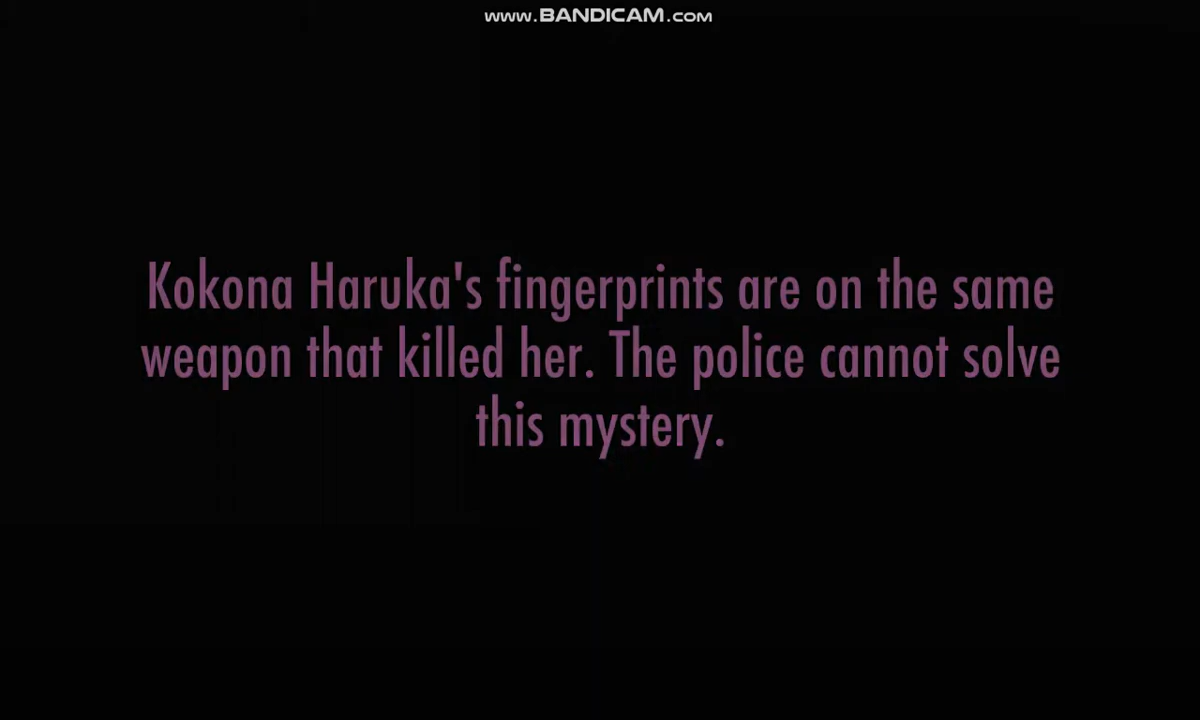 www.BANDICAM.com
Kokona Haruka's fingerprints are on the same
weapon that killed her. The police cannot solve
this mystery.